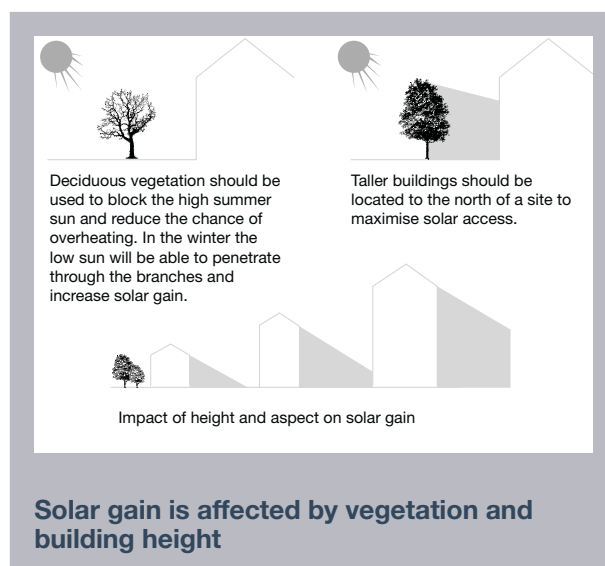 Deciduous vegetation should be
used to block the high summer
sun and reduce the chance of
overheating. In the winter the
low sun will be able to penetrate
through the branches and
increase solar gain.
Taller buildings should be
located to the north of a site to
maximise solar access.
Impact of height and aspect on solar gain
Solar gain is affected by vegetation and
building height